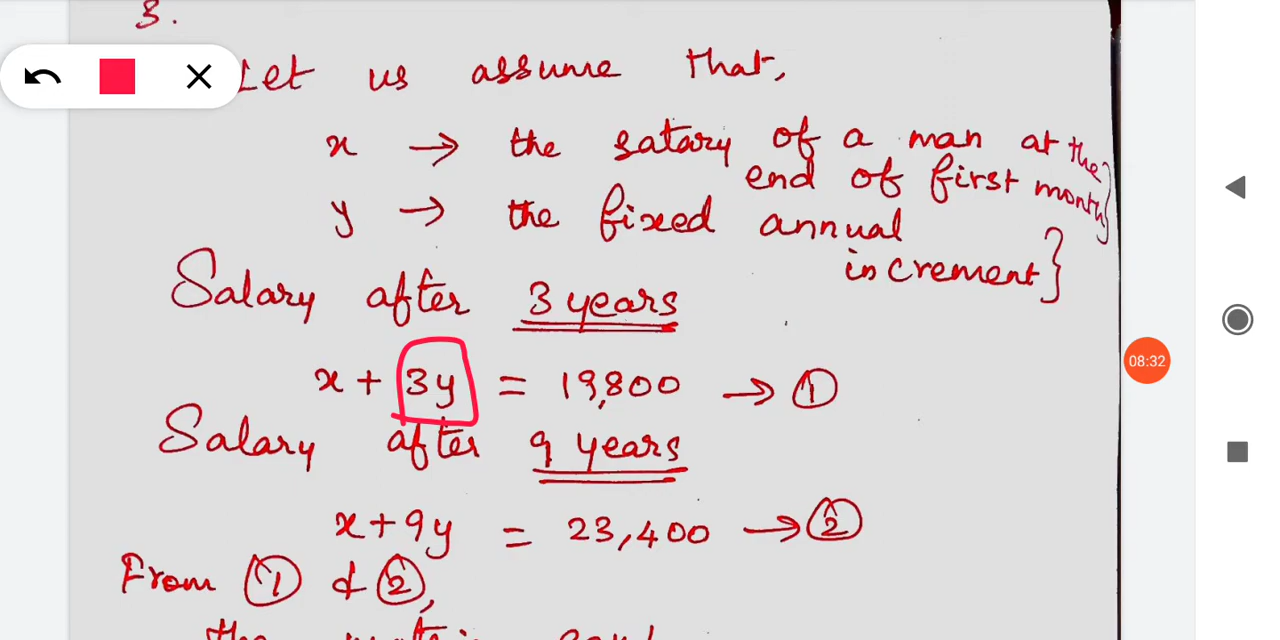 3.
Let us assume that,
x → the satary of a man at the
end of first month}
y → the fixed annual
increment}
Salary after 3 years
x + 3y = 19,800 → ①
08:32
Salary after 9 years
x + 9y = 23,400 → ②
From ① & ②,
the